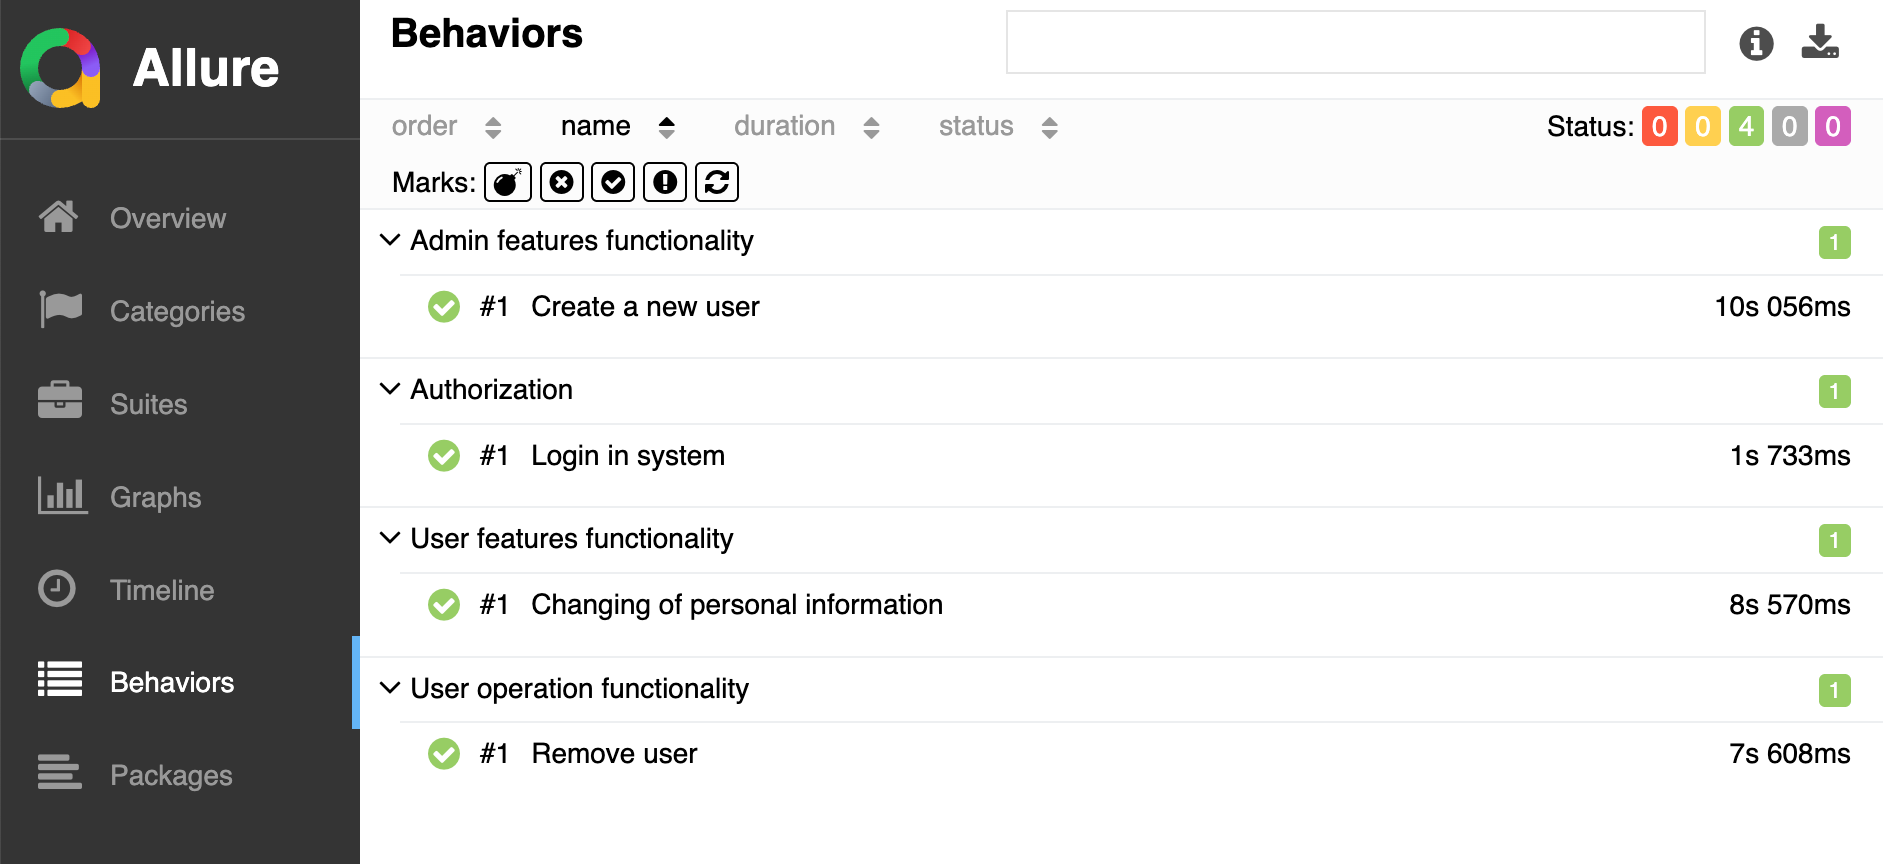 Allure
Overview
Categories
Suites
Graphs
Timeline
Behaviors
Packages
Behaviors
order name duration status
Status: 0 0 4 0 0
Marks:
Admin features functionality 1
#1 Create a new user 10s 056ms
Authorization 1
#1 Login in system 1s 733ms
User features functionality 1
#1 Changing of personal information 8s 570ms
User operation functionality 1
#1 Remove user 7s 608ms